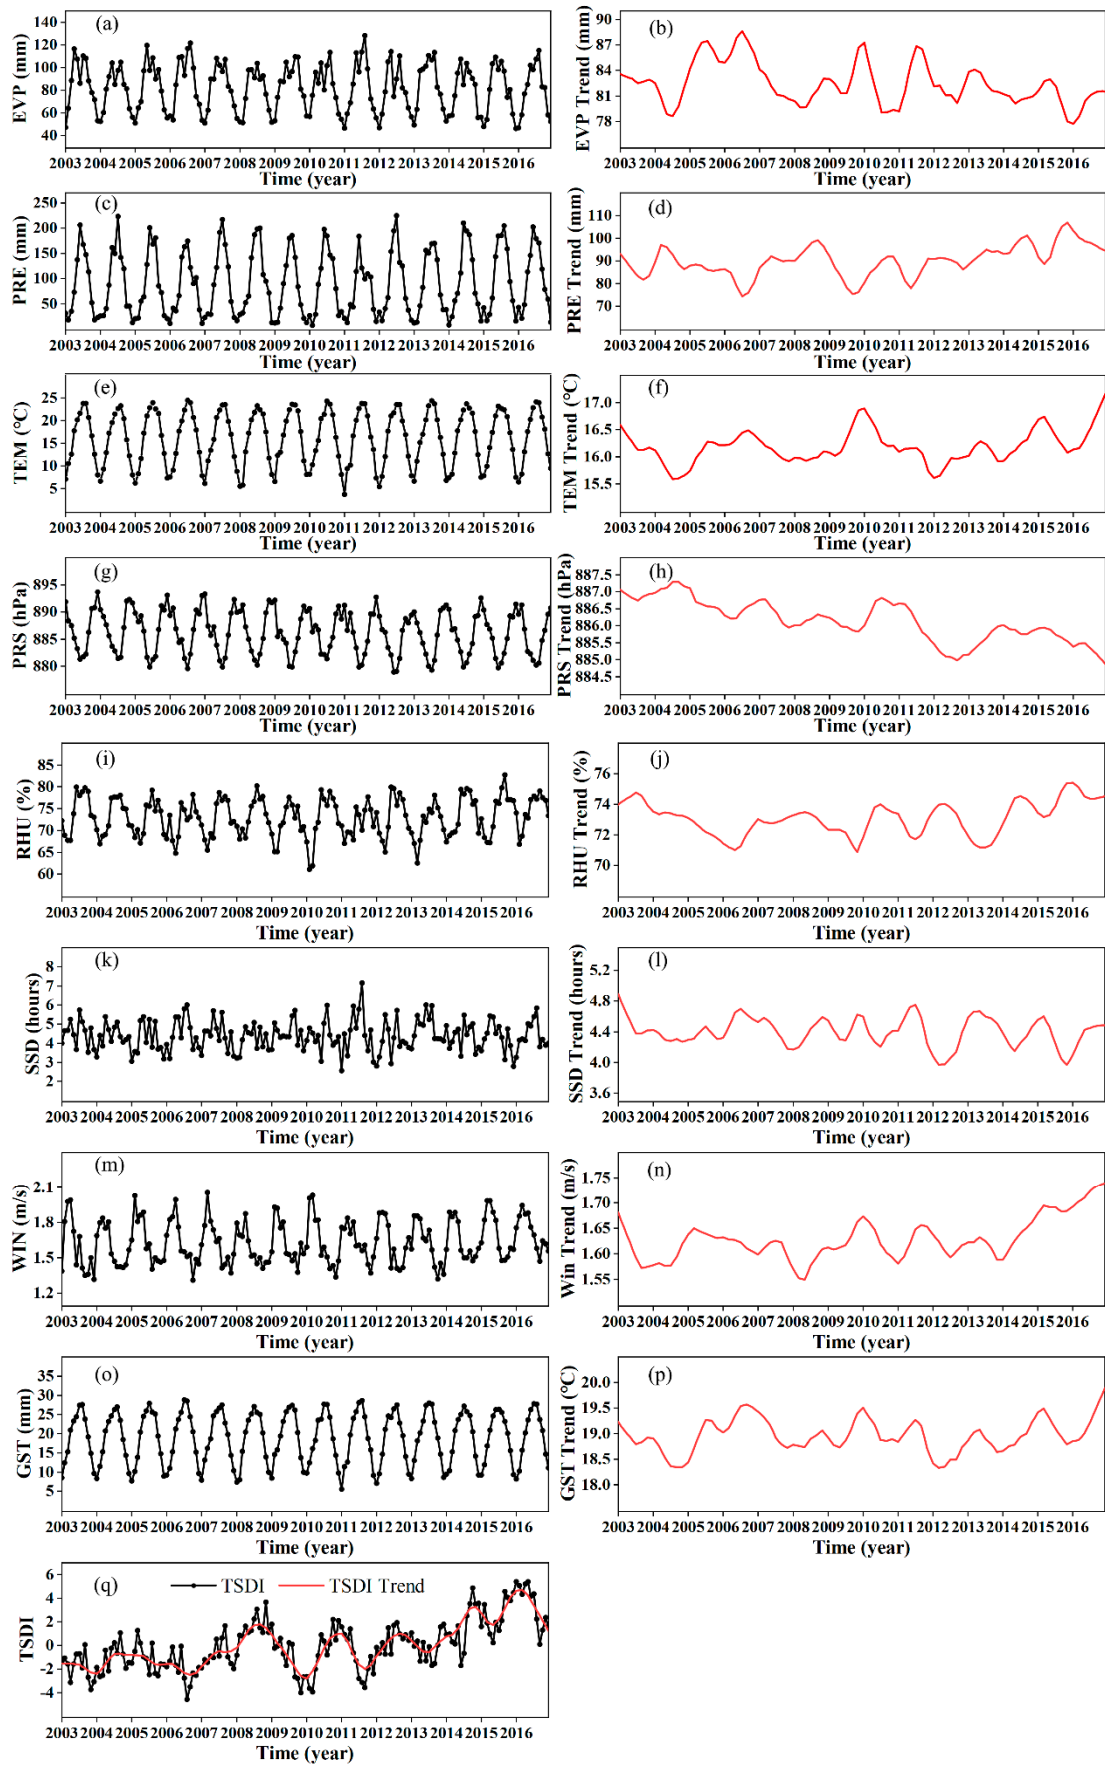 (a)
EVP (mm)
140
120
100
80
60
40
2003 2004 2005 2006 2007 2008 2009 2010 2011 2012 2013 2014 2015 2016
Time (year)
(b)
EVP Trend (mm)
90
87
84
81
78
2003 2004 2005 2006 2007 2008 2009 2010 2011 2012 2013 2014 2015 2016
Time (year)
(c)
PRE (mm)
250
200
150
100
50
2003 2004 2005 2006 2007 2008 2009 2010 2011 2012 2013 2014 2015 2016
Time (year)
(d)
PRE Trend (mm)
110
100
90
80
70
2003 2004 2005 2006 2007 2008 2009 2010 2011 2012 2013 2014 2015 2016
Time (year)
(e)
TEM (℃)
25
20
15
10
5
2003 2004 2005 2006 2007 2008 2009 2010 2011 2012 2013 2014 2015 2016
Time (year)
(f)
TEM Trend (℃)
17.0
16.5
16.0
15.5
2003 2004 2005 2006 2007 2008 2009 2010 2011 2012 2013 2014 2015 2016
Time (year)
(g)
PRS (hPa)
895
890
885
880
2003 2004 2005 2006 2007 2008 2009 2010 2011 2012 2013 2014 2015 2016
Time (year)
(h)
PRS Trend (hPa)
887.5
886.5
885.5
885.0
884.5
2003 2004 2005 2006 2007 2008 2009 2010 2011 2012 2013 2014 2015 2016
Time (year)
(i)
RHU (%)
85
80
75
70
65
60
2003 2004 2005 2006 2007 2008 2009 2010 2011 2012 2013 2014 2015 2016
Time (year)
(j)
RHU Trend (%)
76
74
72
70
2003 2004 2005 2006 2007 2008 2009 2010 2011 2012 2013 2014 2015 2016
Time (year)
(k)
SSD (hours)
8
7
6
5
4
3
2
2003 2004 2005 2006 2007 2008 2009 2010 2011 2012 2013 2014 2015 2016
Time (year)
(l)
SSD Trend (hours)
5.2
4.8
4.4
4.0
3.6
2003 2004 2005 2006 2007 2008 2009 2010 2011 2012 2013 2014 2015 2016
Time (year)
(m)
WIN (m/s)
2.1
1.8
1.5
1.2
2003 2004 2005 2006 2007 2008 2009 2010 2011 2012 2013 2014 2015 2016
Time (year)
(n)
Win Trend (m/s)
1.75
1.70
1.65
1.60
1.55
2003 2004 2005 2006 2007 2008 2009 2010 2011 2012 2013 2014 2015 2016
Time (year)
(o)
GST (mm)
35
30
25
20
15
10
5
2003 2004 2005 2006 2007 2008 2009 2010 2011 2012 2013 2014 2015 2016
Time (year)
(p)
GST Trend (℃)
20.0
19.5
19.0
18.5
18.0
2003 2004 2005 2006 2007 2008 2009 2010 2011 2012 2013 2014 2015 2016
Time (year)
(q)
TSDI
TSDI Trend
TSDI
6
4
2
0
-2
-4
2003 2004 2005 2006 2007 2008 2009 2010 2011 2012 2013 2014 2015 2016
Time (year)